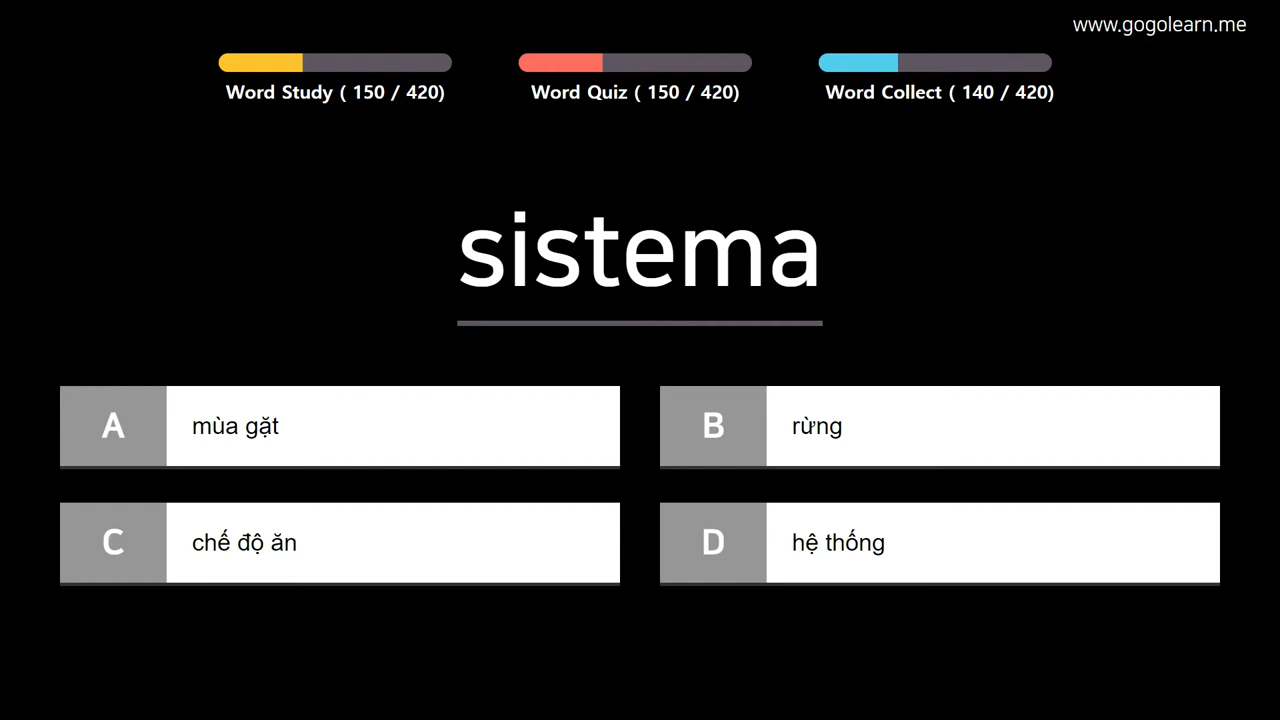 www.gogolearn.me
Word Study ( 150 / 420)
Word Quiz ( 150 / 420)
Word Collect ( 140 / 420)
sistema
A mùa gặt
B rừng
C chế độ ăn
D hệ thống